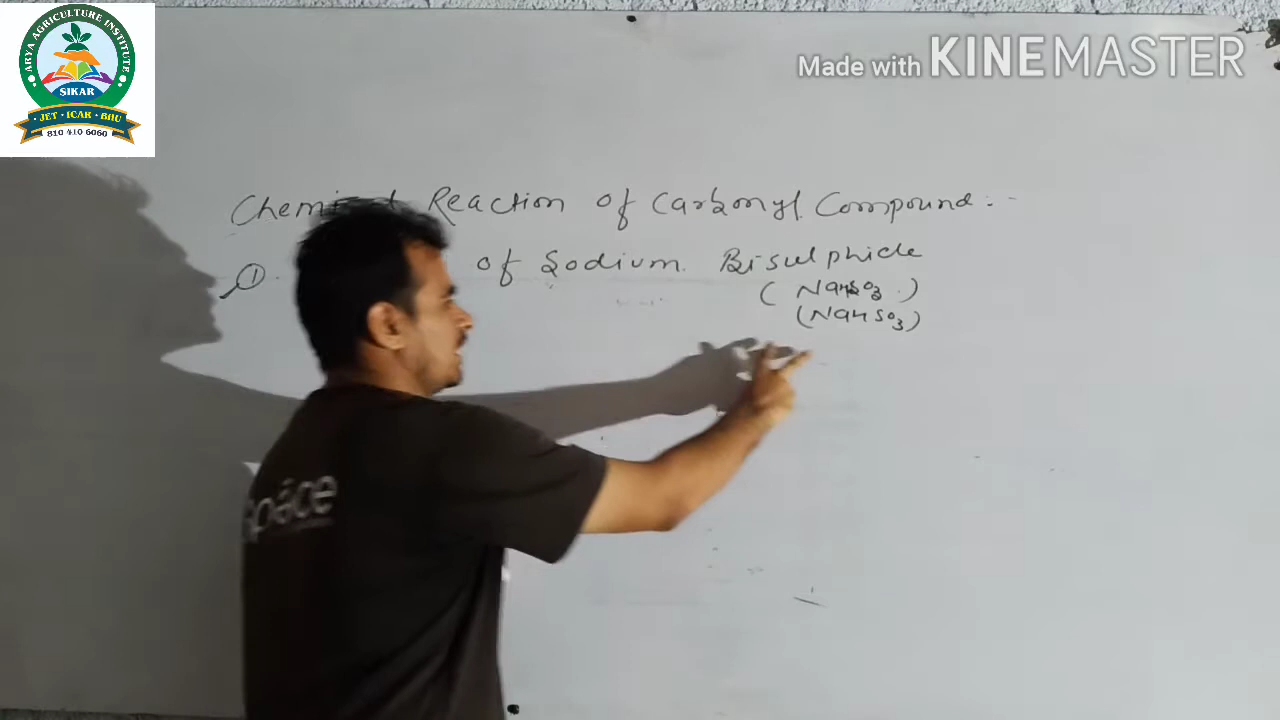 ARYA AGRICULTURE INSTITUTE
SIKAR
· JET · ICAR · BHU
810 410 6060
Made with KINEMASTER
Reaction of Carbonyl Compound :-
① of Sodium Bisulphide
(NaHSO3)
(NaHSO3)
space